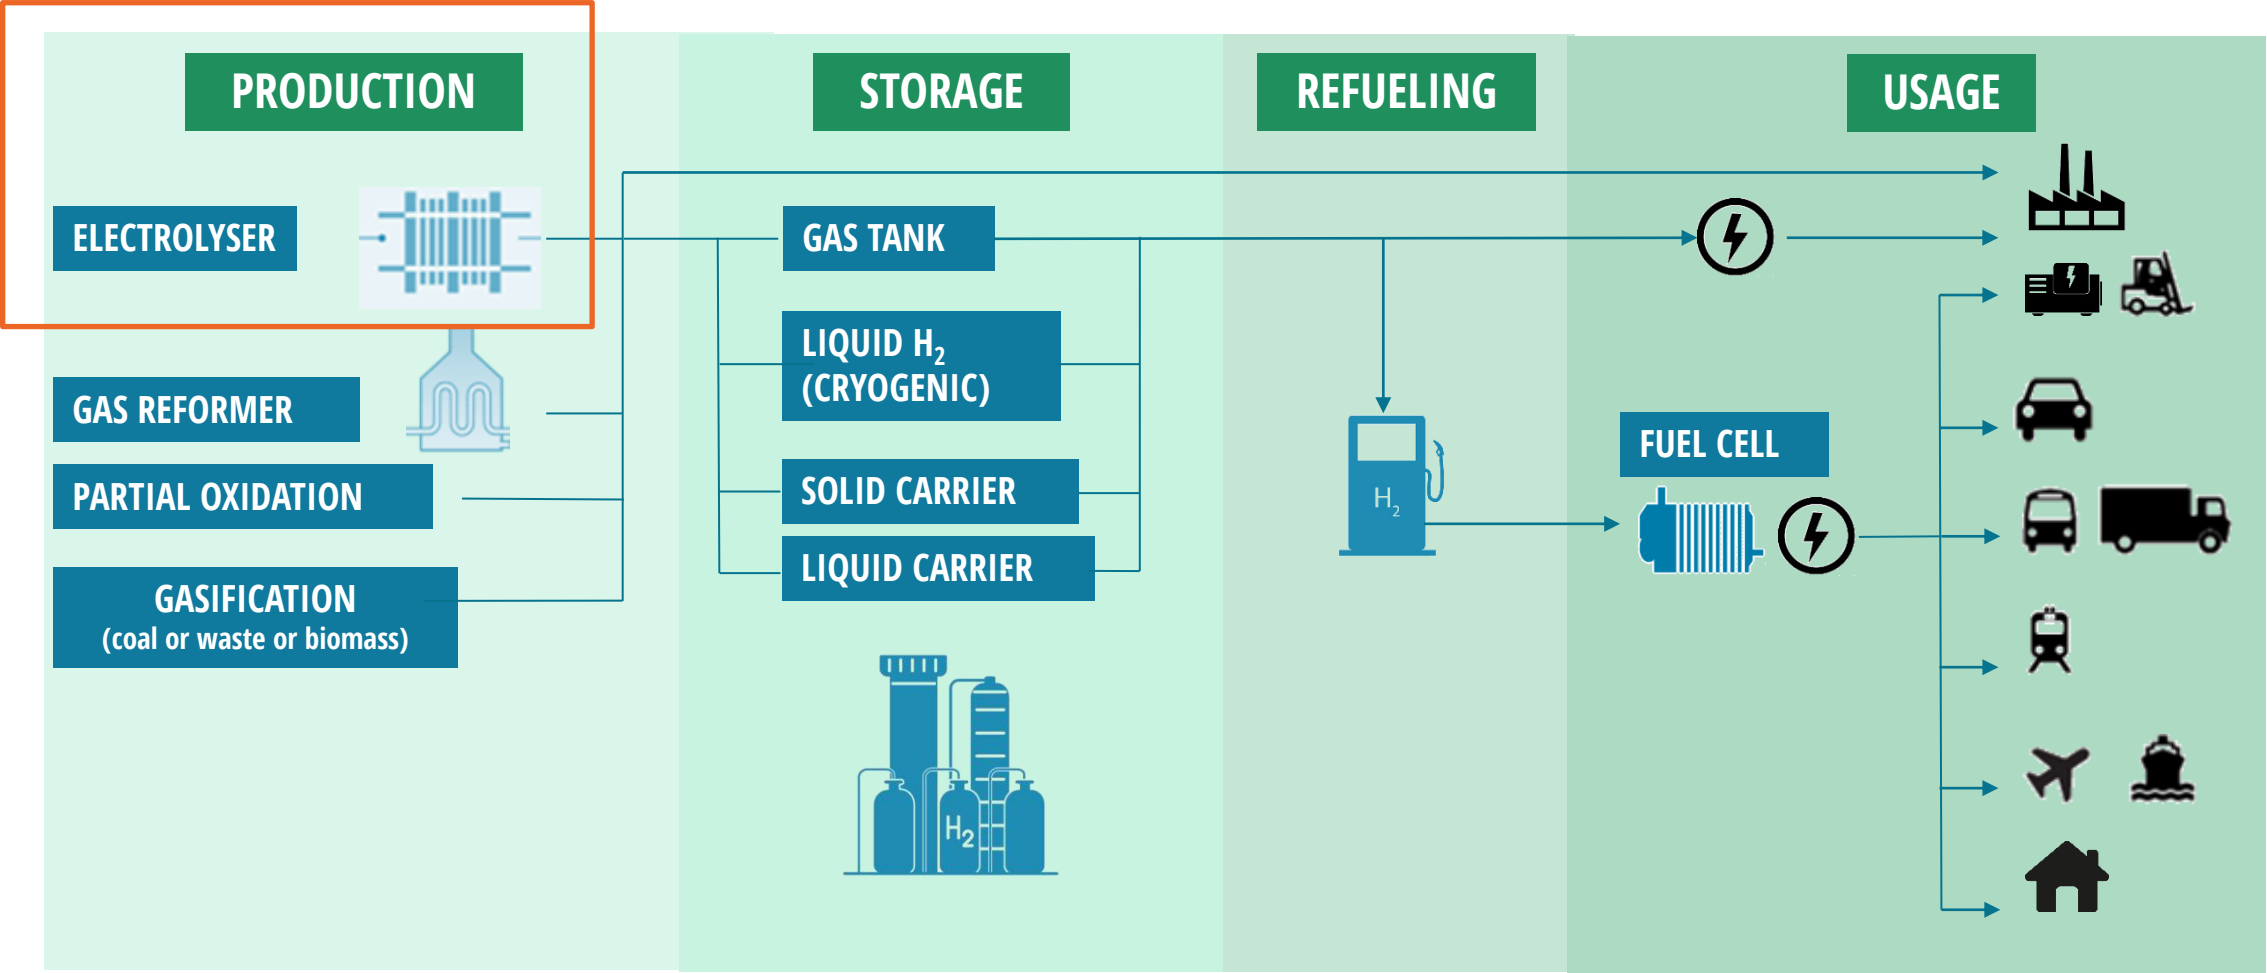 PRODUCTION
STORAGE
REFUELING
USAGE
ELECTROLYSER
GAS REFORMER
PARTIAL OXIDATION
GASIFICATION
(coal or waste or biomass)
GAS TANK
LIQUID H₂
(CRYOGENIC)
SOLID CARRIER
LIQUID CARRIER
H₂
H₂
FUEL CELL